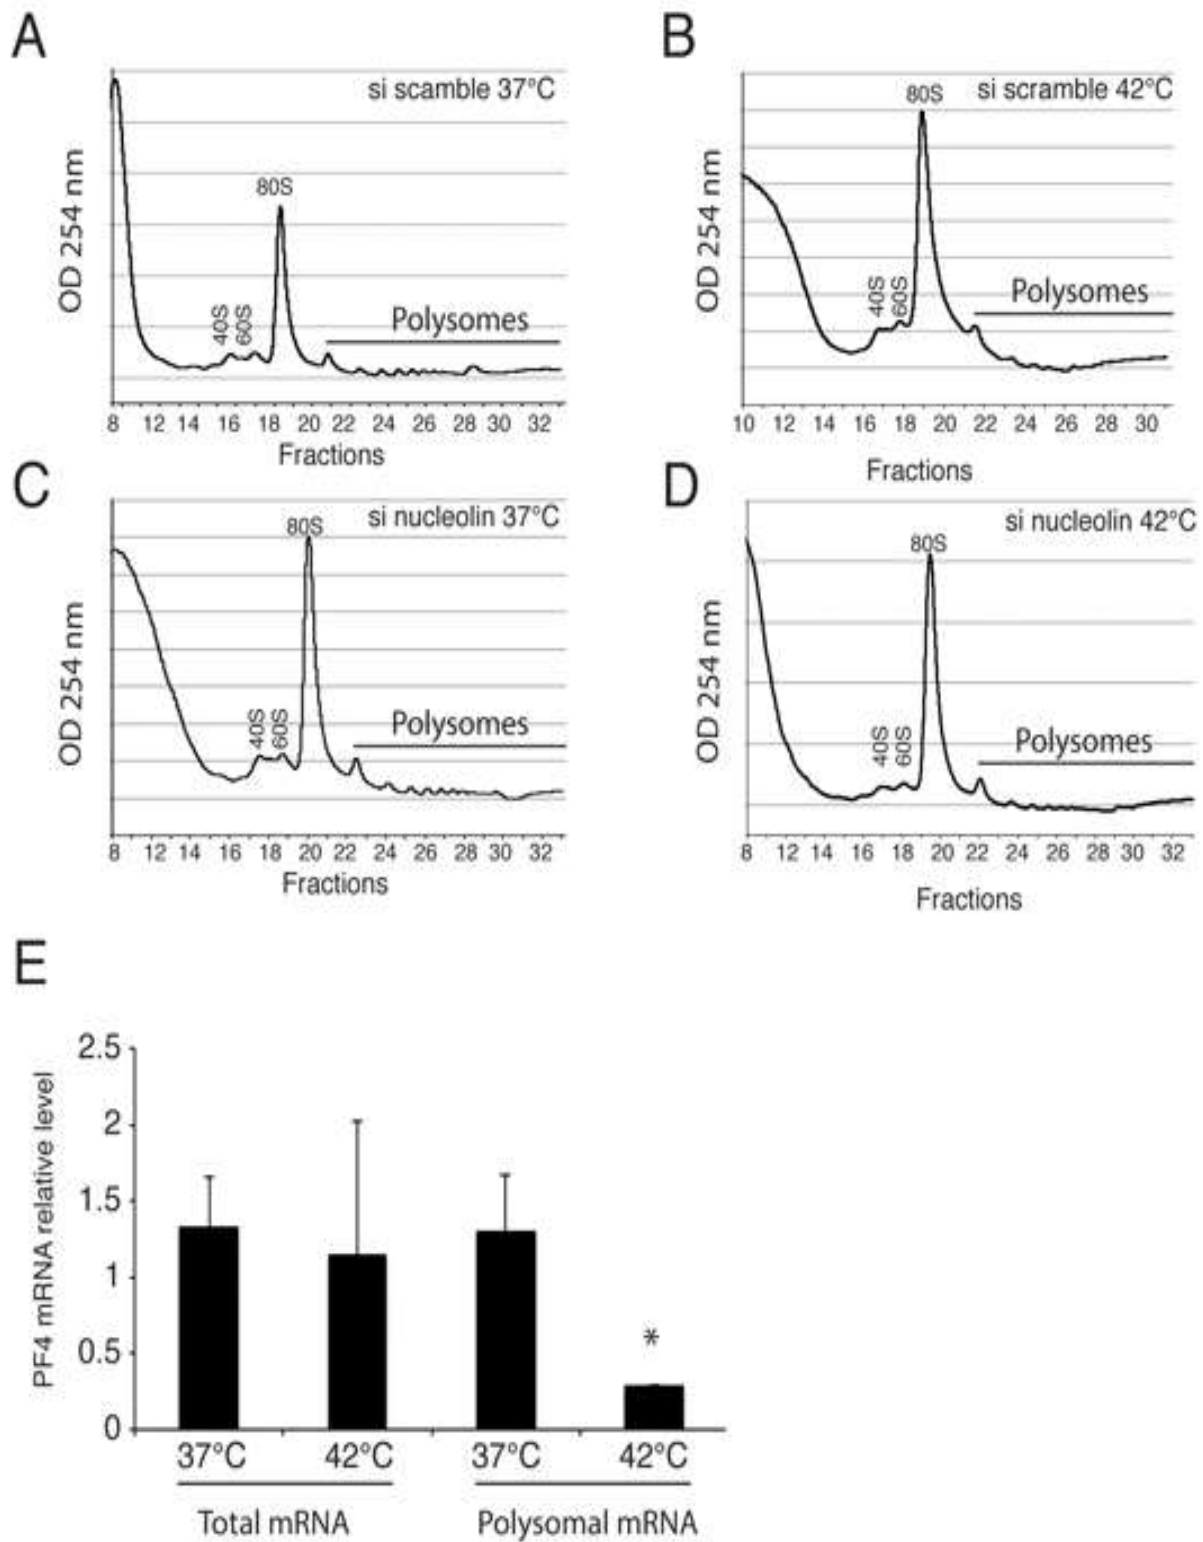 A
si scamble 37°C
OD 254 nm
80S
40S
60S
Polysomes
8 12 14 16 18 20 22 24 26 28 30 32
Fractions
B
si scramble 42°C
OD 254 nm
80S
40S
60S
Polysomes
10 12 14 16 18 20 22 24 26 28 30
Fractions
C
si nucleolin 37°C
OD 254 nm
80S
40S
60S
Polysomes
8 12 14 16 18 20 22 24 26 28 30 32
Fractions
D
si nucleolin 42°C
OD 254 nm
80S
40S
60S
Polysomes
8 12 14 16 18 20 22 24 26 28 30 32
Fractions
E
PF4 mRNA relative level
2.5
2
1.5
1
0.5
0
*
37°C 42°C 37°C 42°C
Total mRNA Polysomal mRNA